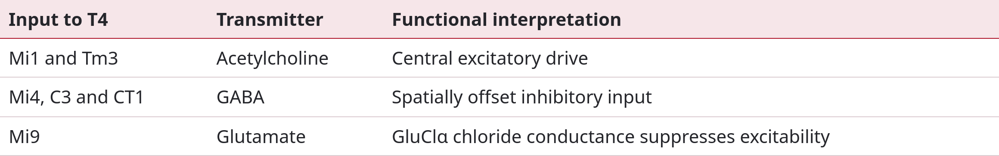 Input to T4 Transmitter Functional interpretation
Mi1 and Tm3 Acetylcholine Central excitatory drive
Mi4, C3 and CT1 GABA Spatially offset inhibitory input
Mi9 Glutamate GluClα chloride conductance suppresses excitability